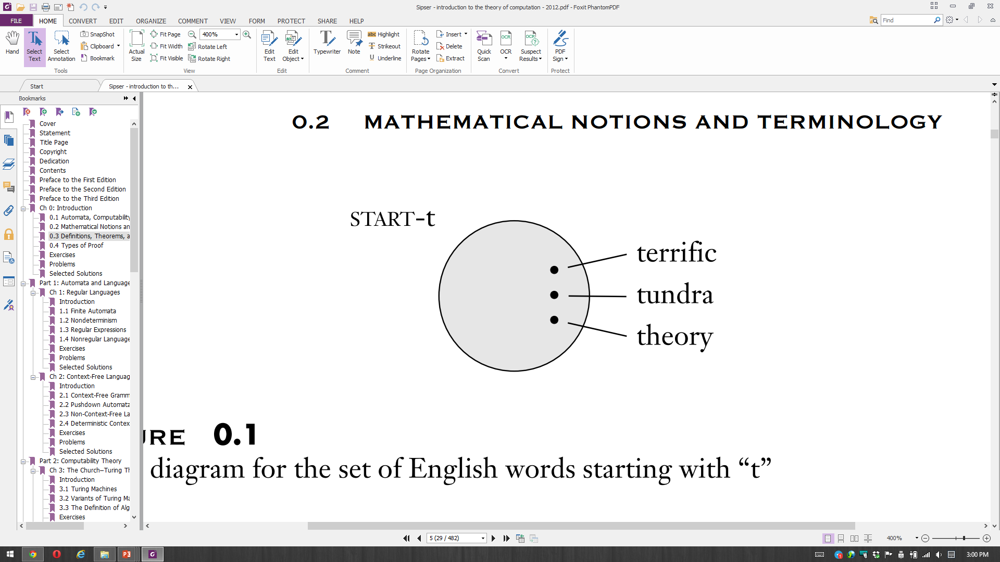 Sipser - introduction to the theory of computation - 2012.pdf - Foxit PhantomPDF
FILE HOME CONVERT EDIT ORGANIZE COMMENT VIEW FORM PROTECT SHARE HELP
Find
Hand
Select Text
Select Annotation
SnapShot
Clipboard
Bookmark
Tools
Actual Size
Fit Page
Fit Width
Fit Visible
400%
Rotate Left
Rotate Right
View
Edit Text
Edit Object
Edit
Typewriter
Note
Highlight
Strikeout
Underline
Comment
Rotate Pages
Insert
Delete
Extract
Page Organization
Quick Scan
OCR
Suspect Results
Convert
PDF Sign
Protect
Start
Sipser - introduction to th...
Bookmarks
Cover
Statement
Title Page
Copyright
Dedication
Contents
Preface to the First Edition
Preface to the Second Edition
Preface to the Third Edition
Ch 0: Introduction
0.1 Automata, Computability
0.2 Mathematical Notions an
0.3 Definitions, Theorems, a
0.4 Types of Proof
Exercises
Problems
Selected Solutions
Part 1: Automata and Language
Ch 1: Regular Languages
Introduction
1.1 Finite Automata
1.2 Nondeterminism
1.3 Regular Expressions
1.4 Nonregular Language
Exercises
Problems
Selected Solutions
Ch 2: Context-Free Languag
Introduction
2.1 Context-Free Gramm
2.2 Pushdown Automata
2.3 Non-Context-Free La
2.4 Deterministic Contex
Exercises
Problems
Selected Solutions
Part 2: Computability Theory
Ch 3: The Church–Turing Th
Introduction
3.1 Turing Machines
3.2 Variants of Turing Ma
3.3 The Definition of Alg
Exercises
0.2 MATHEMATICAL NOTIONS AND TERMINOLOGY
START-t
terrific
tundra
theory
URE 0.1
diagram for the set of English words starting with “t”
5 (29 / 482)
400%
3:00 PM